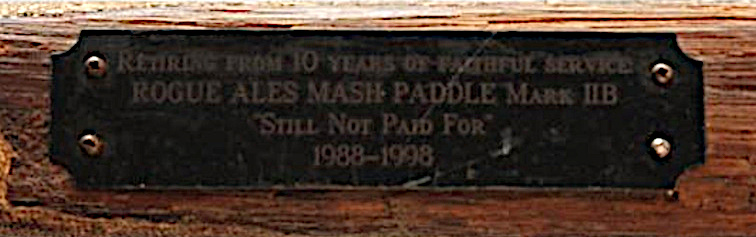 Retiring from 10 years of faithful service
ROGUE ALES MASH PADDLE Mark IIB
"Still Not Paid For"
1988-1998